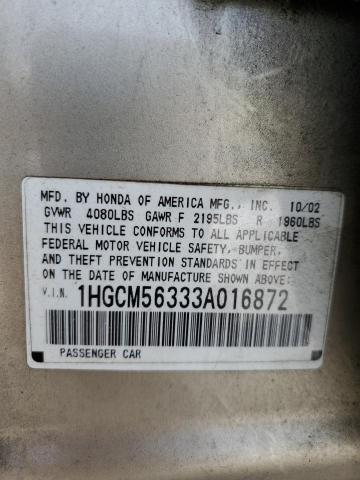 MFD. BY HONDA OF AMERICA MFG., INC. 10/02
GVWR 4080LBS GAWR F 2195LBS R 1960LBS
THIS VEHICLE CONFORMS TO ALL APPLICABLE
FEDERAL MOTOR VEHICLE SAFETY, BUMPER,
AND THEFT PREVENTION STANDARDS IN EFFECT
ON THE DATE OF MANUFACTURE SHOWN ABOVE:
V.I.N. 1HGCM56333A016872
PASSENGER CAR